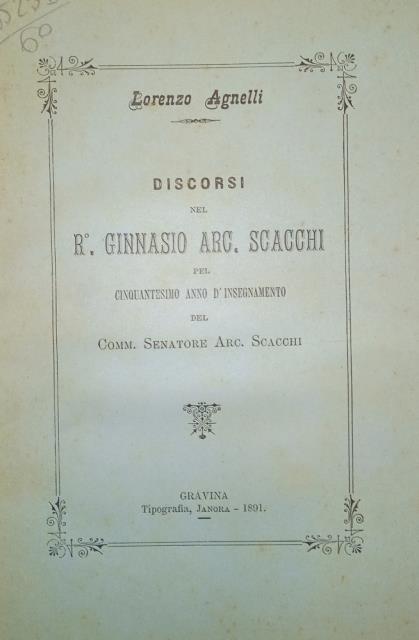 6°
Lorenzo Agnelli
DISCORSI
NEL
R°. GINNASIO ARC. SCACCHI
PEL
CINQUANTESIMO ANNO D'INSEGNAMENTO
DEL
COMM. SENATORE ARC. SCACCHI
GRAVINA
Tipografia, JANORA - 1891.